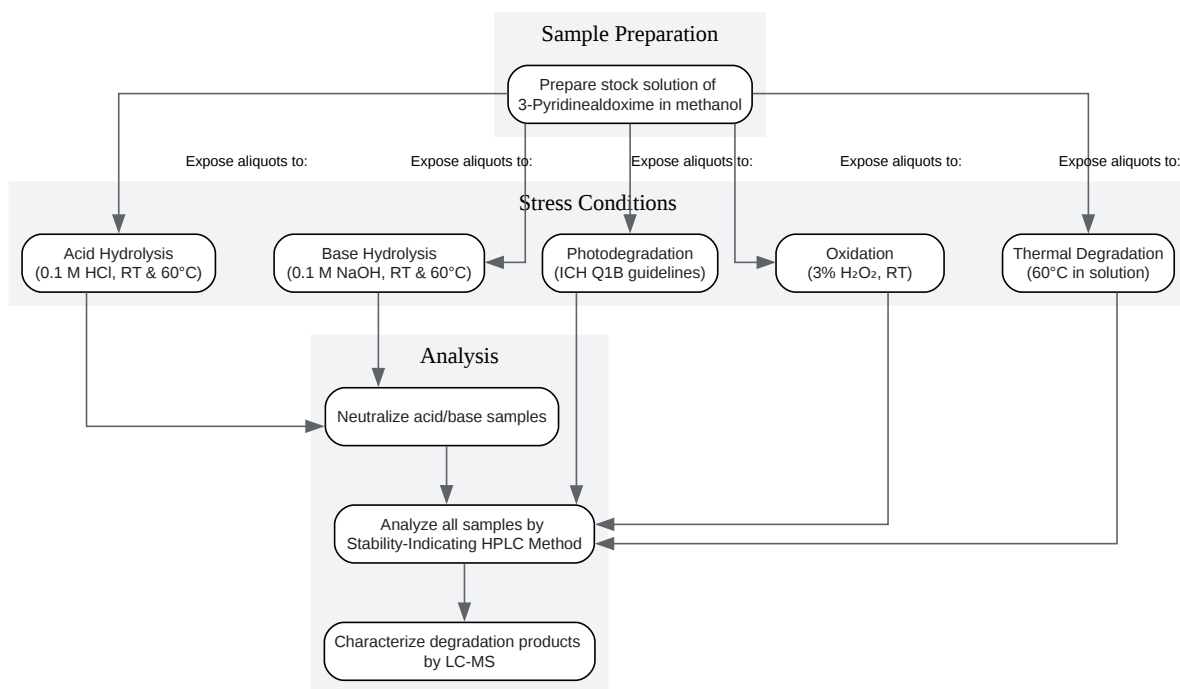 Sample Preparation
Prepare stock solution of
3-Pyridinealdoxime in methanol
Expose aliquots to:
Expose aliquots to:
Expose aliquots to:
Expose aliquots to:
Expose aliquots to:
Stress Conditions
Acid Hydrolysis
(0.1 M HCl, RT & 60°C)
Base Hydrolysis
(0.1 M NaOH, RT & 60°C)
Photodegradation
(ICH Q1B guidelines)
Oxidation
(3% H₂O₂, RT)
Thermal Degradation
(60°C in solution)
Analysis
Neutralize acid/base samples
Analyze all samples by
Stability-Indicating HPLC Method
Characterize degradation products
by LC-MS